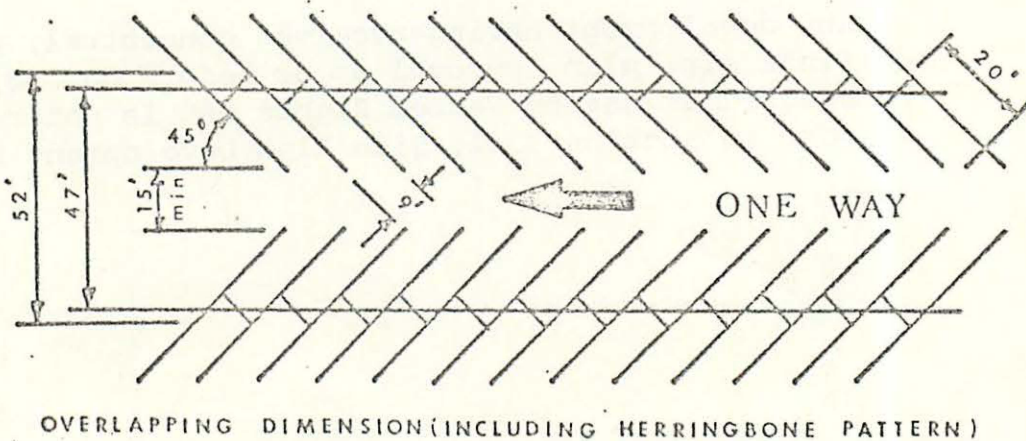 20'
45°
52'
47'
15'
min
9'
ONE WAY
OVERLAPPING DIMENSION (INCLUDING HERRINGBONE PATTERN)